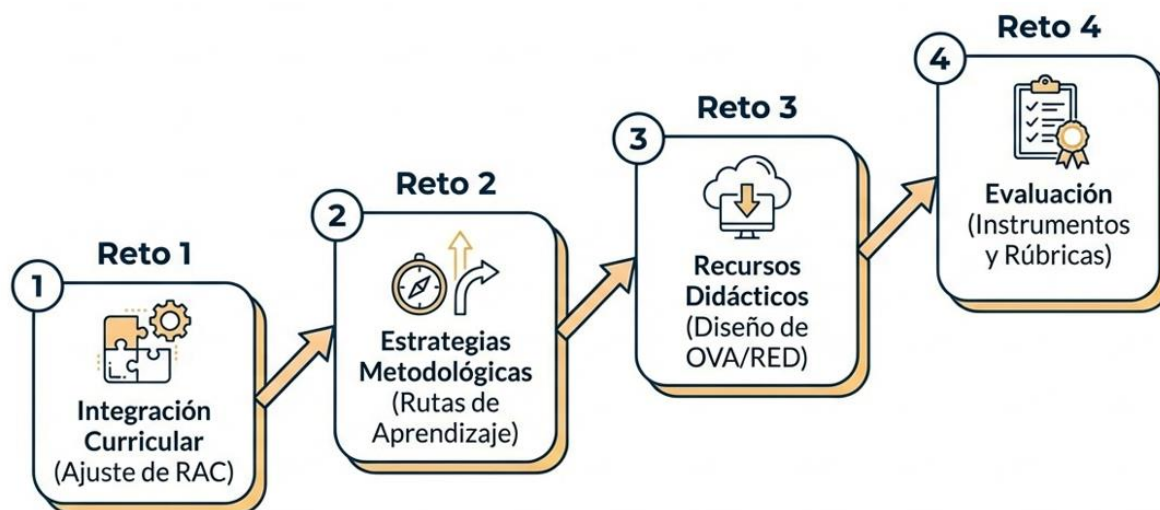 Reto 1
1
Integración
Curricular
(Ajuste de RAC)
Reto 2
2
Estrategias
Metodológicas
(Rutas de
Aprendizaje)
Reto 3
3
Recursos
Didácticos
(Diseño de
OVA/RED)
Reto 4
4
Evaluación
(Instrumentos
y Rúbricas)